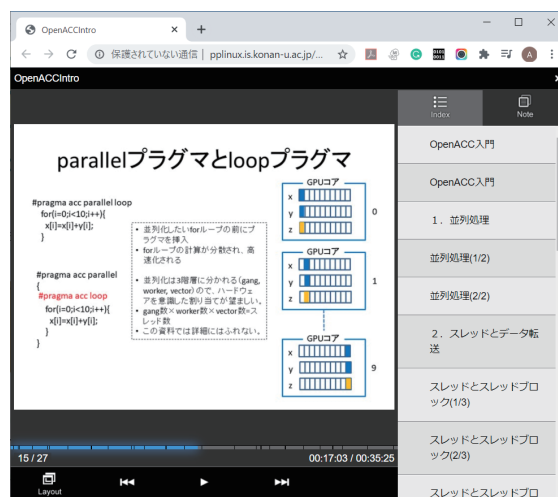 OpenACCIntro
保護されていない通信 | pplinux.is.konan-u.ac.jp/...
OpenACCIntro
parallelプラグマとloopプラグマ
#pragma acc parallel loop
for(i=0;i<10;i++){
x[i]=x[i]+y[i];
}
#pragma acc parallel
{
#pragma acc loop
for(i=0;i<10;i++){
x[i]=x[i]+y[i];
}
}
• 並列化したいforループの前にプ
ラグマを挿入
• forループの計算が分散され、高
速化される
• 並列化は3階層に分かれる(gang,
worker, vector)ので、ハードウェ
アを意識した割り当てが望ましい。
• gang数×worker数×vector数=ス
レッド数
• この資料では詳細にはふれない。
GPUコア
x
y
z
0
GPUコア
x
y
z
1
GPUコア
x
y
z
9
15 / 27
00:17:03 / 00:35:25
Layout
Index
Note
OpenACC入門
OpenACC入門
1．並列処理
並列処理(1/2)
並列処理(2/2)
2．スレッドとデータ転
送
スレッドとスレッドブロ
ック(1/3)
スレッドとスレッドブロ
ック(2/3)
スレッドとスレッドブロ